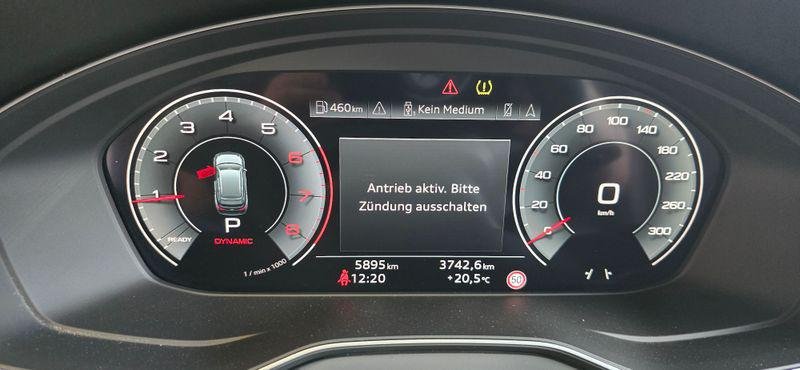 460km
Kein Medium
1 2 3 4 5 6 7 8
P
READY
DYNAMIC
1 / min x 1000
Antrieb aktiv. Bitte
Zündung ausschalten
0 20 40 60 80 100 140 180 220 260 300
0
km/h
5895km
3742,6km
12:20
+20,5°C
50